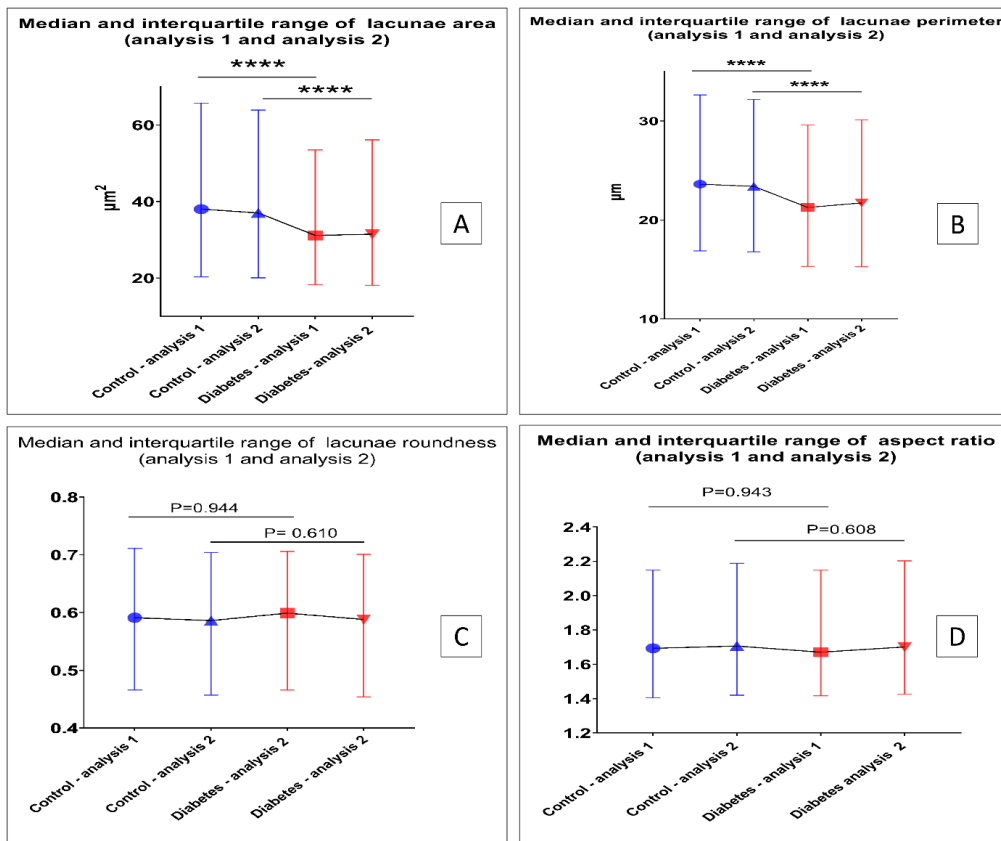 Median and interquartile range of lacunae area
(analysis 1 and analysis 2)
****
****
60
40
20
µm²
A
Control - analysis 1
Control - analysis 2
Diabetes - analysis 1
Diabetes- analysis 2
Median and interquartile range of lacunae perimeter
(analysis 1 and analysis 2)
****
****
30
20
10
µm
B
Control - analysis 1
Control - analysis 2
Diabetes - analysis 1
Diabetes - analysis 2
Median and interquartile range of lacunae roundness
(analysis 1 and analysis 2)
P=0.944
P= 0.610
0.8
0.7
0.6
0.5
0.4
C
Control - analysis 1
Control - analysis 2
Diabetes - analysis 2
Diabetes - analysis 2
Median and interquartile range of aspect ratio
(analysis 1 and analysis 2)
P=0.943
P=0.608
2.4
2.2
2.0
1.8
1.6
1.4
1.2
D
Control - analysis 1
Control - analysis 2
Diabetes - analysis 1
Diabetes analysis 2